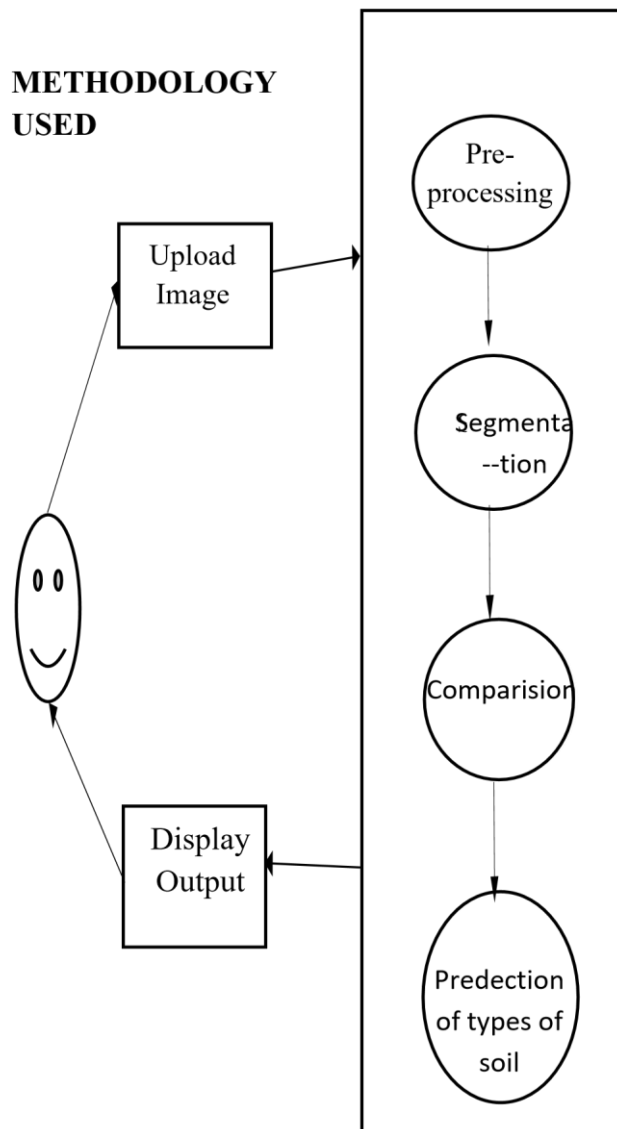 METHODOLOGY
USED
Upload
Image
Pre-
processing
Segmenta
--tion
Comparision
Predection
of types of
soil
Display
Output